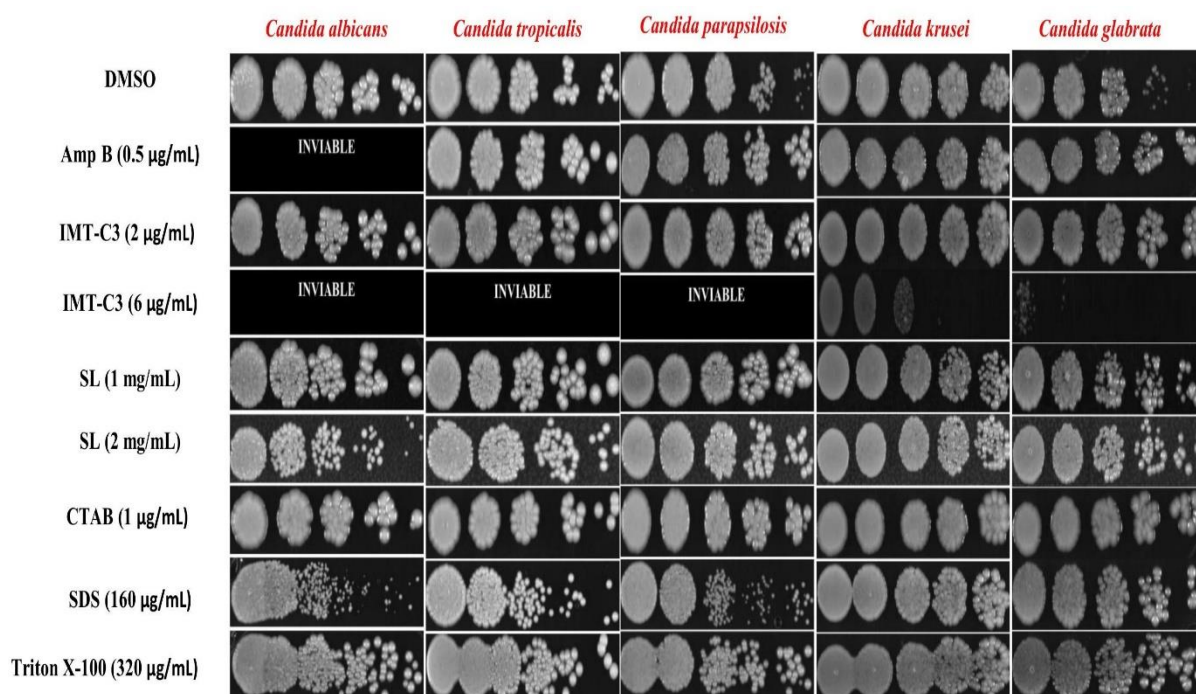 Candida albicans Candida tropicalis Candida parapsilosis Candida krusei Candida glabrata
DMSO
Amp B (0.5 µg/mL) INVIABLE
IMT-C3 (2 µg/mL)
IMT-C3 (6 µg/mL) INVIABLE INVIABLE INVIABLE
SL (1 mg/mL)
SL (2 mg/mL)
CTAB (1 µg/mL)
SDS (160 µg/mL)
Triton X-100 (320 µg/mL)